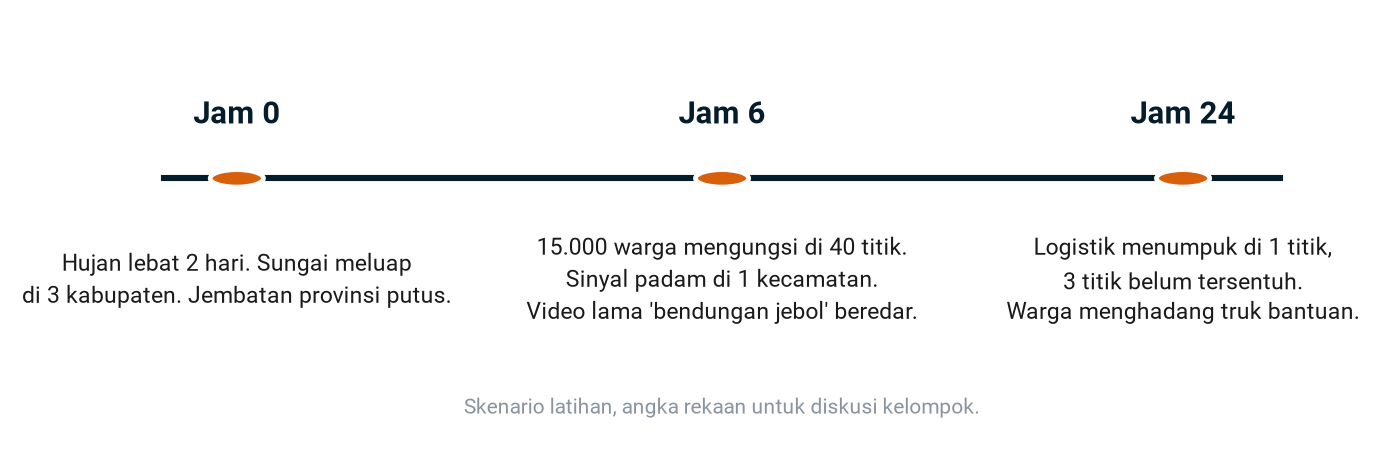 Jam 0
Hujan lebat 2 hari. Sungai meluap
di 3 kabupaten. Jembatan provinsi putus.
Jam 6
15.000 warga mengungsi di 40 titik.
Sinyal padam di 1 kecamatan.
Video lama 'bendungan jebol' beredar.
Jam 24
Logistik menumpuk di 1 titik,
3 titik belum tersentuh.
Warga menghadang truk bantuan.
Skenario latihan, angka rekaan untuk diskusi kelompok.